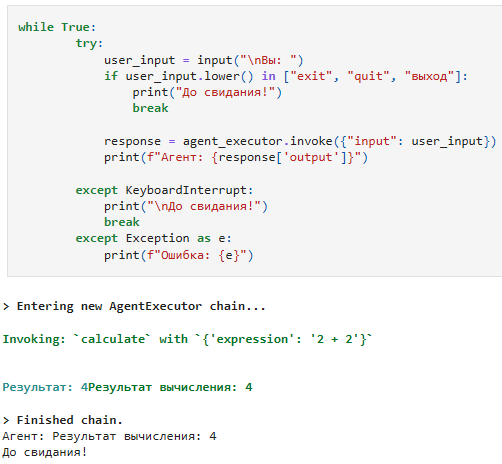 while True:
        try:
            user_input = input("\nВы: ")
            if user_input.lower() in ["exit", "quit", "выход"]:
                print("До свидания!")
                break

            response = agent_executor.invoke({"input": user_input})
            print(f"Агент: {response['output']}")

        except KeyboardInterrupt:
            print("\nДо свидания!")
            break
        except Exception as e:
            print(f"Ошибка: {e}")

> Entering new AgentExecutor chain...

Invoking: `calculate` with `{'expression': '2 + 2'}`

Результат: 4Результат вычисления: 4

> Finished chain.
Агент: Результат вычисления: 4
До свидания!